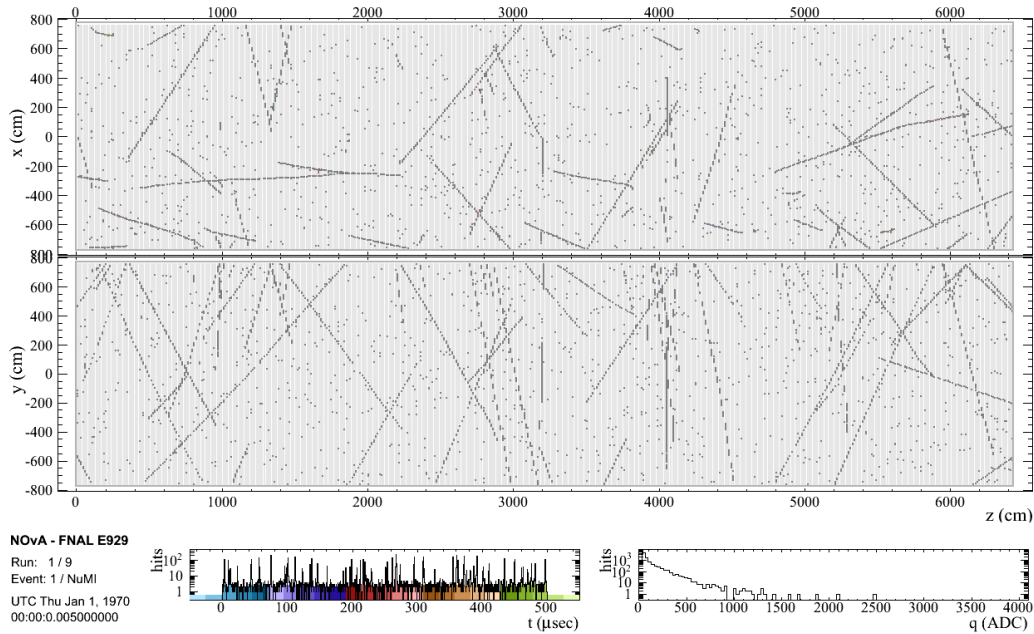 0 1000 2000 3000 4000 5000 6000
800
600
400
200
0
-200
-400
-600
800
x (cm)
800
600
400
200
0
-200
-400
-600
-800
y (cm)
0 1000 2000 3000 4000 5000 6000
z (cm)
NOvA - FNAL E929
Run: 1 / 9
Event: 1 / NuMI
UTC Thu Jan 1, 1970
00:00:0.005000000
hits
10²
10
1
0 100 200 300 400 500
t (μsec)
hits
10³
10²
10
1
0 500 1000 1500 2000 2500 3000 3500 4000
q (ADC)